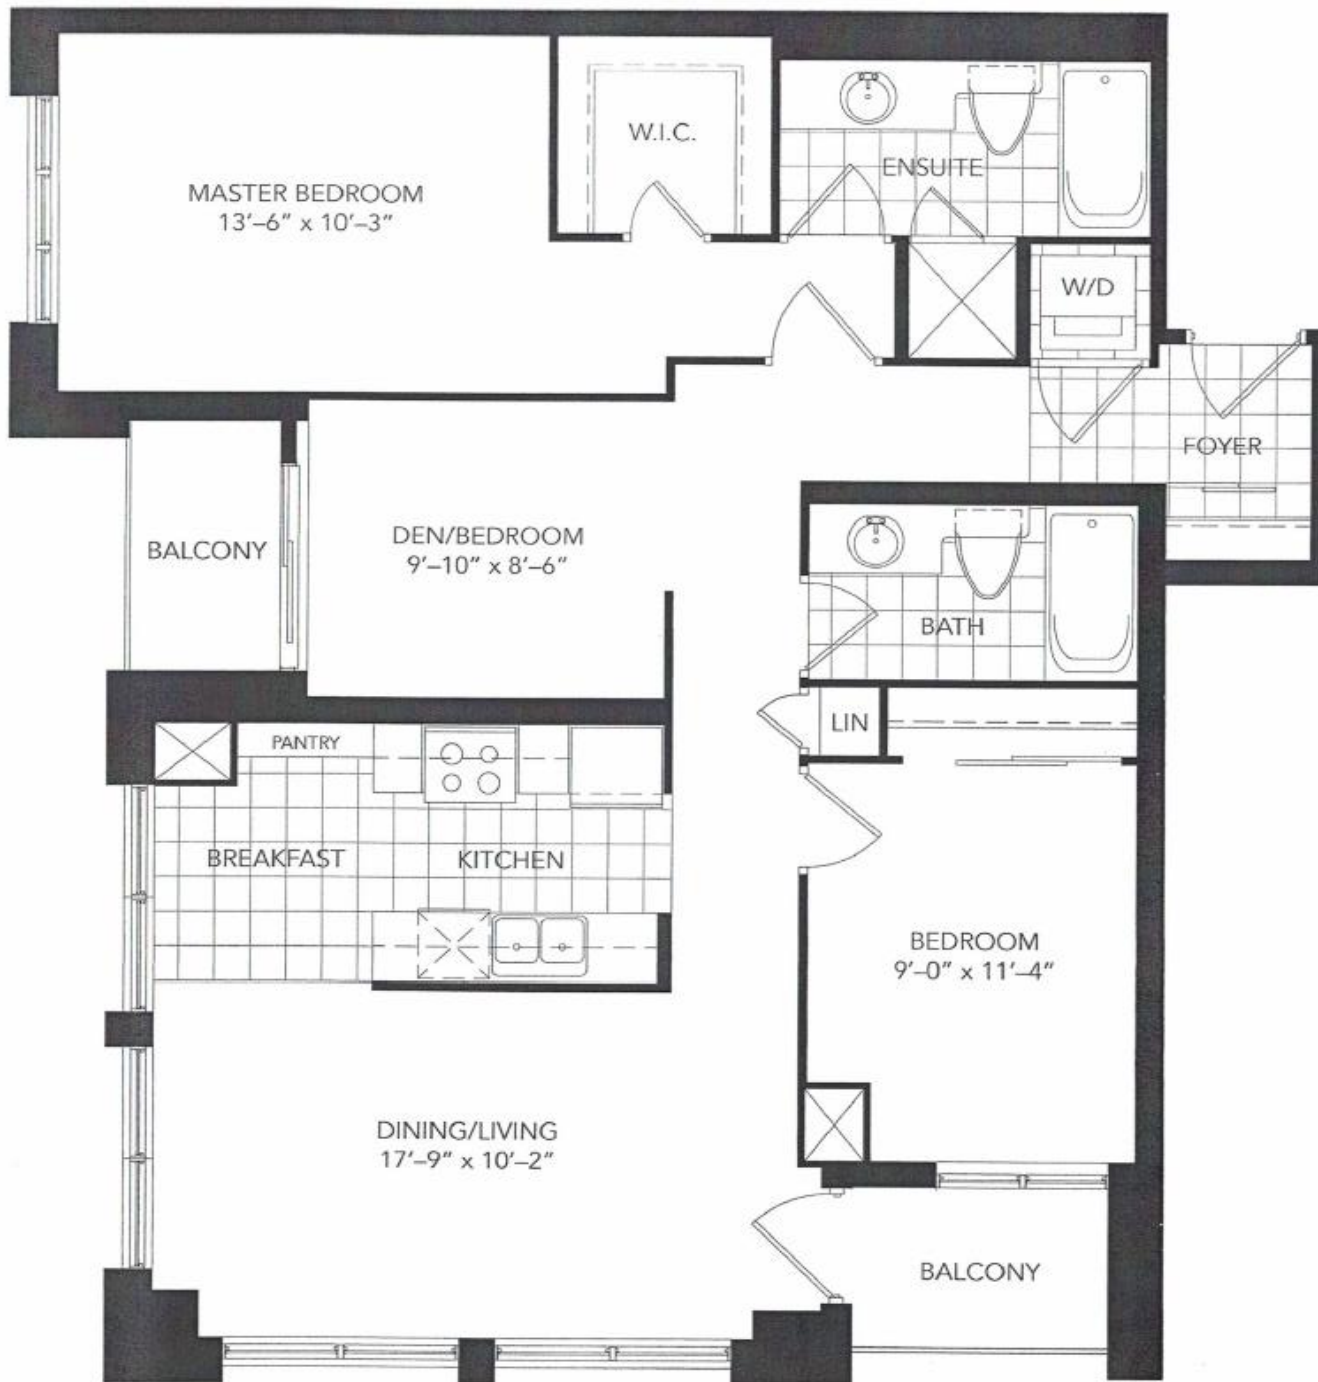 W.I.C.
MASTER BEDROOM
13'–6" x 10'–3"
ENSUITE
W/D
FOYER
BALCONY
DEN/BEDROOM
9'–10" x 8'–6"
BATH
LIN
PANTRY
BREAKFAST
KITCHEN
BEDROOM
9'–0" x 11'–4"
DINING/LIVING
17'–9" x 10'–2"
BALCONY